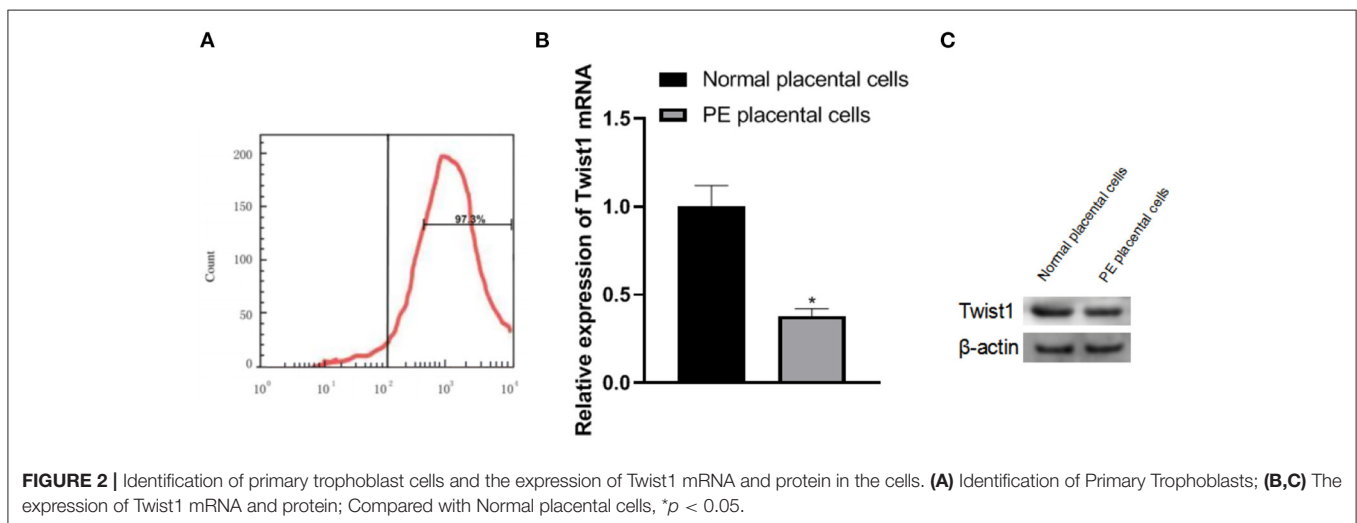 A
200
150
100
50
0
Count
97.3%
10⁰
10¹
10²
10³
10⁴
B
Normal placental cells
PE placental cells
Relative expression of Twist1 mRNA
1.5
1.0
0.5
0.0
*
C
Normal placental cells
PE placental cells
Twist1
β-actin
FIGURE 2 | Identification of primary trophoblast cells and the expression of Twist1 mRNA and protein in the cells. (A) Identification of Primary Trophoblasts; (B,C) The
expression of Twist1 mRNA and protein; Compared with Normal placental cells, *p < 0.05.